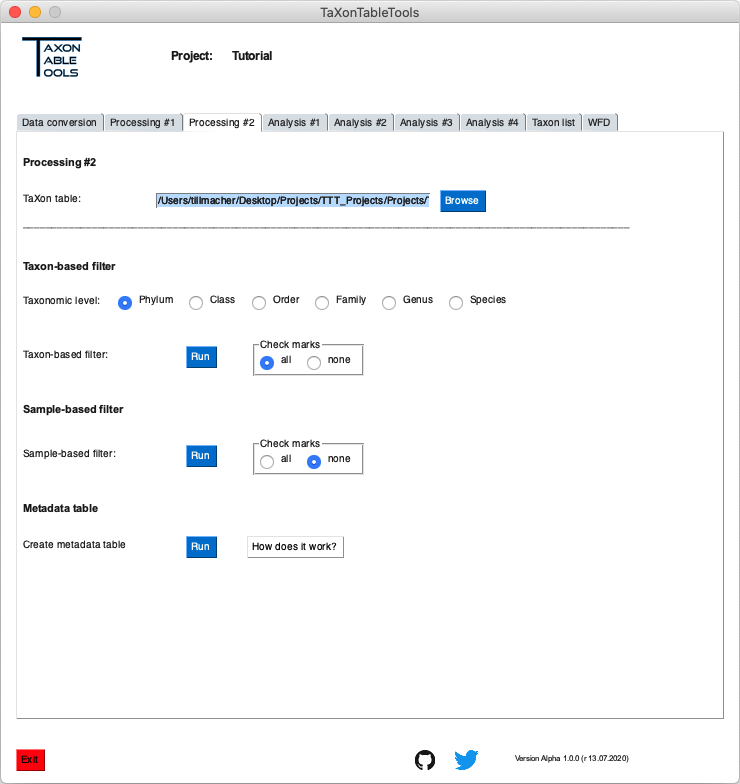 TaXonTableTools
TAXON
ABLE
OOLS
Project: Tutorial
Data conversion Processing #1 Processing #2 Analysis #1 Analysis #2 Analysis #3 Analysis #4 Taxon list WFD
Processing #2
TaXon table: /Users/tillmacher/Desktop/Projects/TTT_Projects/Projects/ Browse
Taxon-based filter
Taxonomic level: Phylum Class Order Family Genus Species
Check marks
Taxon-based filter: Run all none
Sample-based filter
Check marks
Sample-based filter: Run all none
Metadata table
Create metadata table Run How does it work?
Exit Version Alpha 1.0.0 (r 13.07.2020)